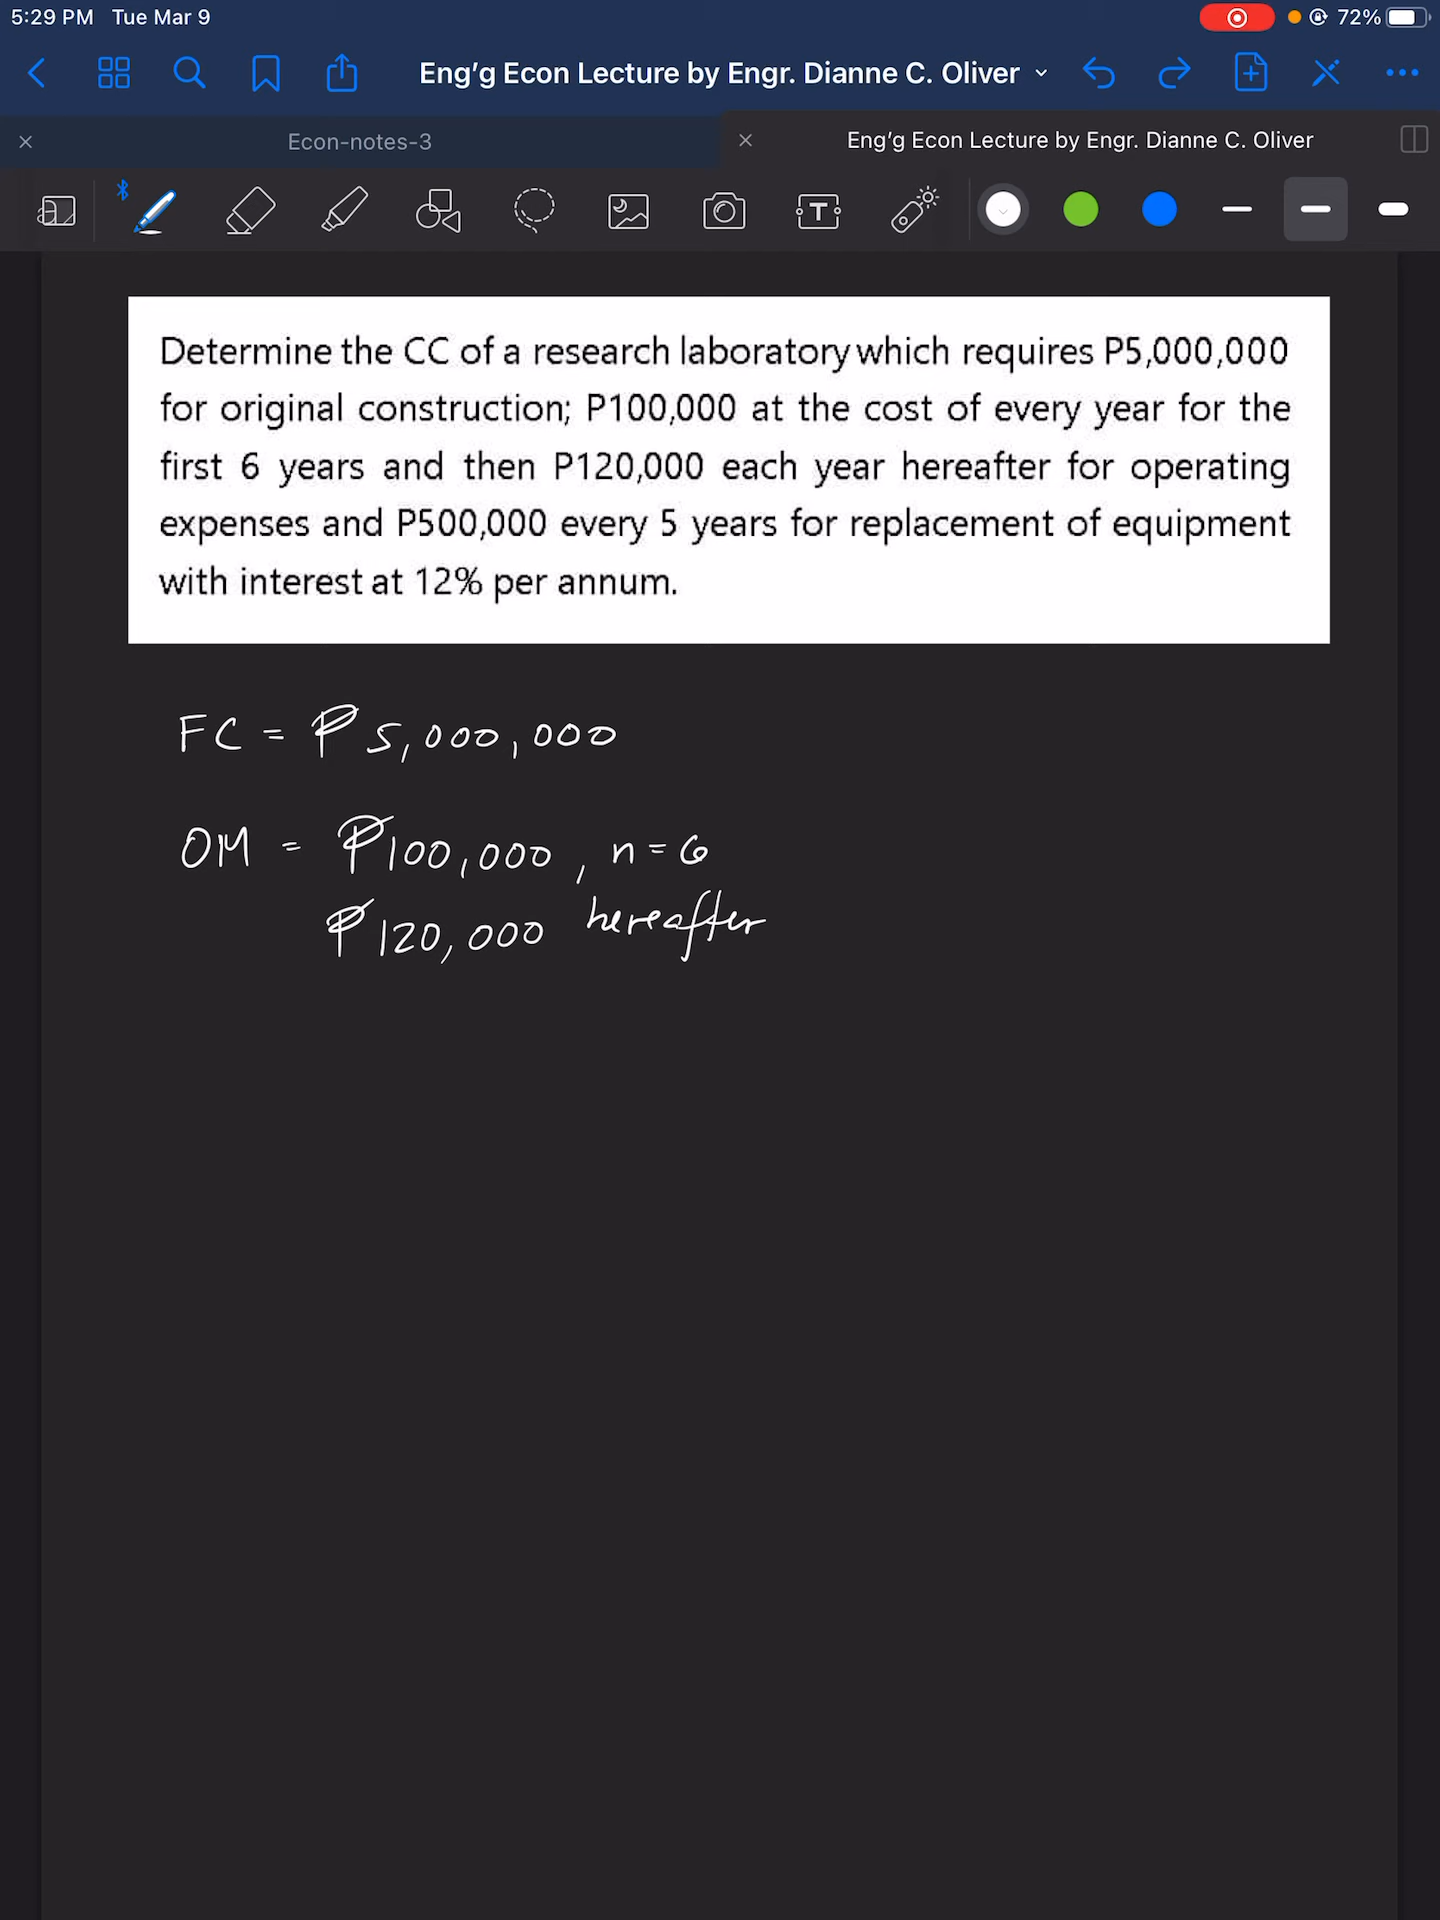 5:29 PM Tue Mar 9 72%
Eng'g Econ Lecture by Engr. Dianne C. Oliver
Econ-notes-3
Eng'g Econ Lecture by Engr. Dianne C. Oliver
T
Determine the CC of a research laboratory which requires P5,000,000
for original construction; P100,000 at the cost of every year for the
first 6 years and then P120,000 each year hereafter for operating
expenses and P500,000 every 5 years for replacement of equipment
with interest at 12% per annum.
FC = ₱5,000,000
OM = ₱100,000, n=6
₱120,000 hereafter